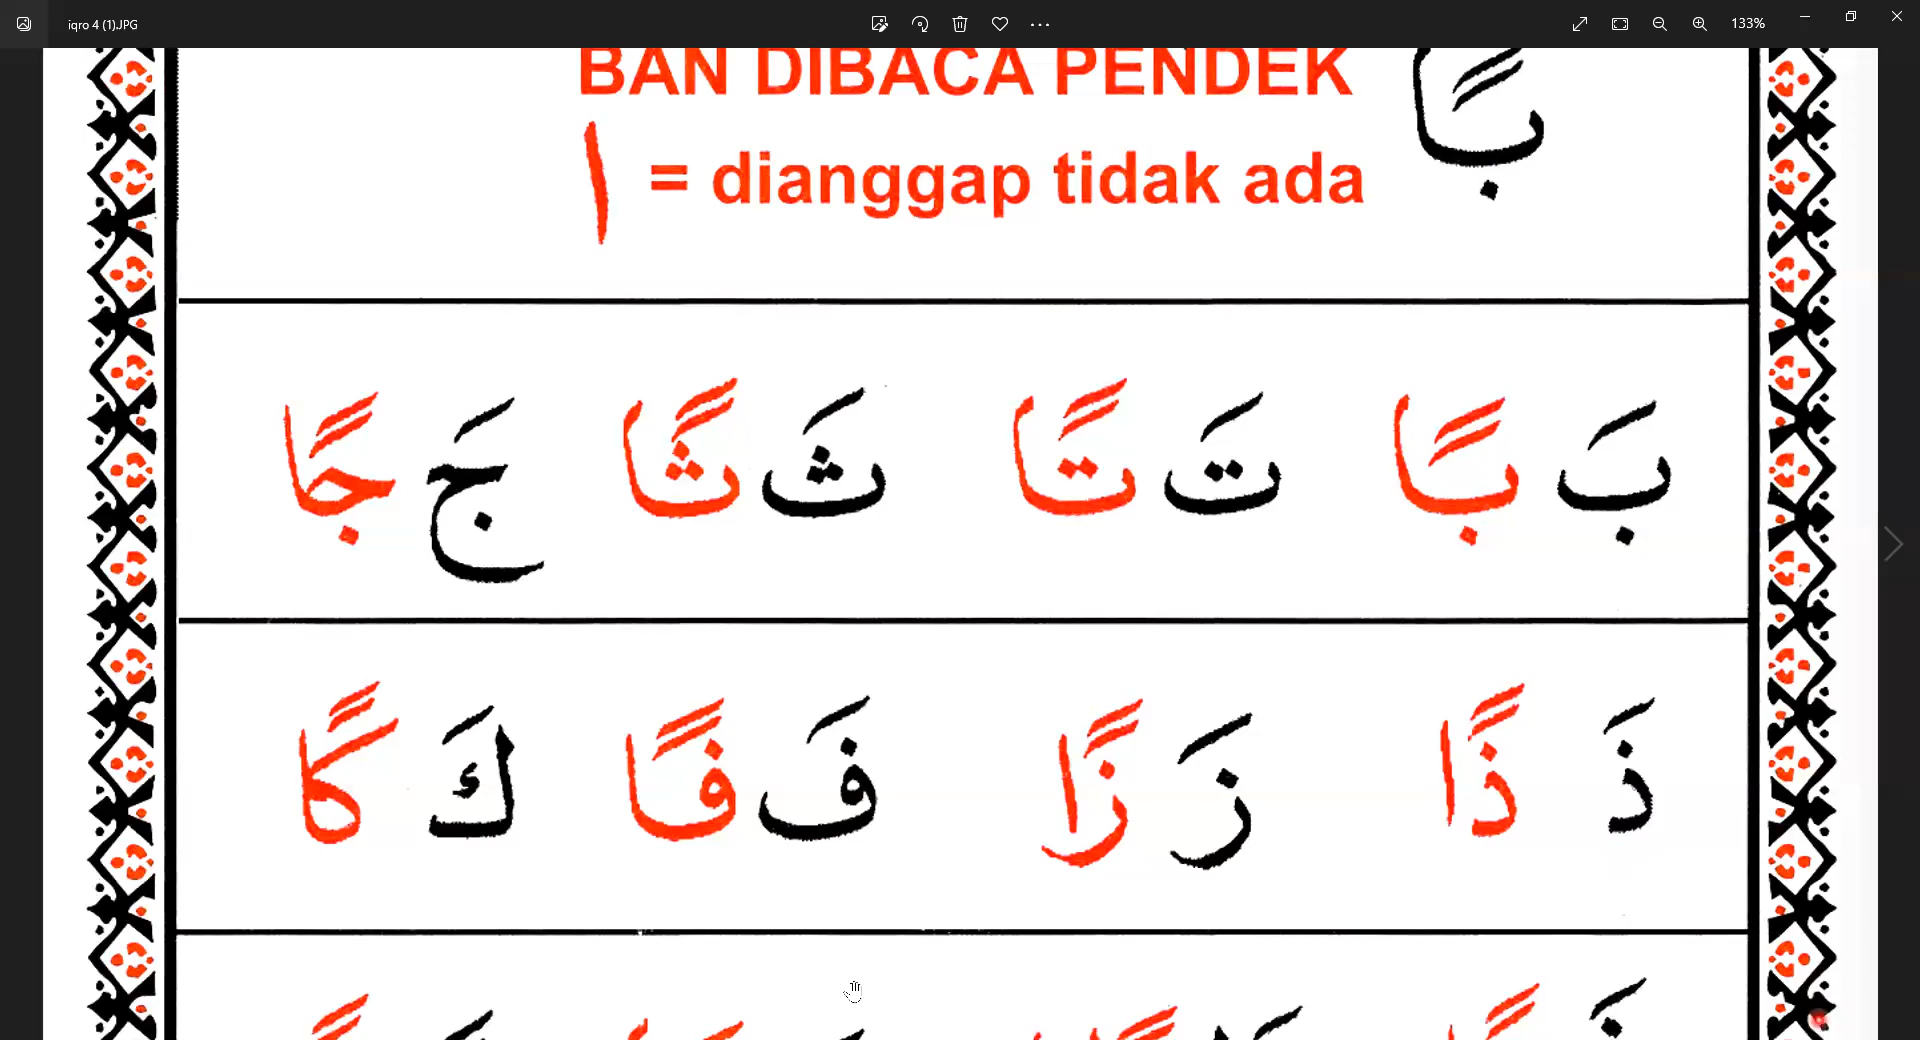 iqro 4 (1).JPG
133%
BAN DIBACA PENDEK
بًا
ا = dianggap tidak ada
بَ بًا تَ تًا ثَ ثًا جَ جًا
ذَ ذًا زَ زًا فَ فًا كَ كًا